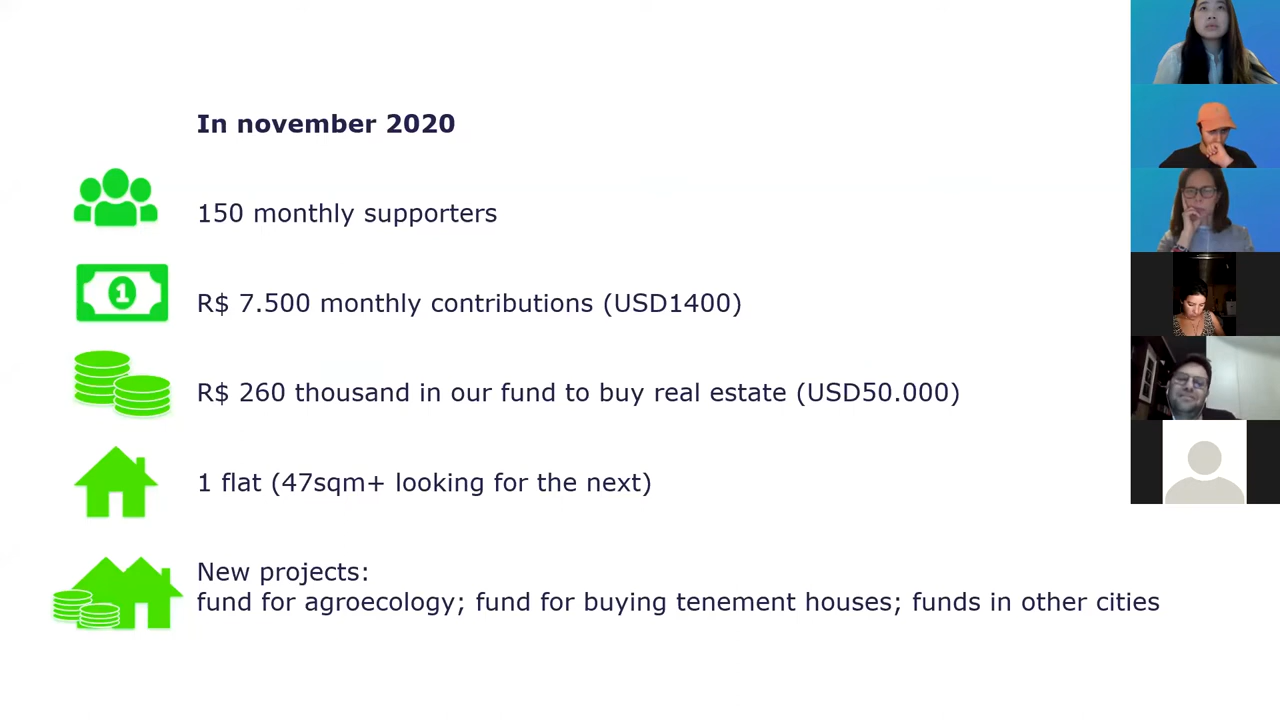 In november 2020
150 monthly supporters
1
R$ 7.500 monthly contributions (USD1400)
R$ 260 thousand in our fund to buy real estate (USD50.000)
1 flat (47sqm+ looking for the next)
New projects:
fund for agroecology; fund for buying tenement houses; funds in other cities